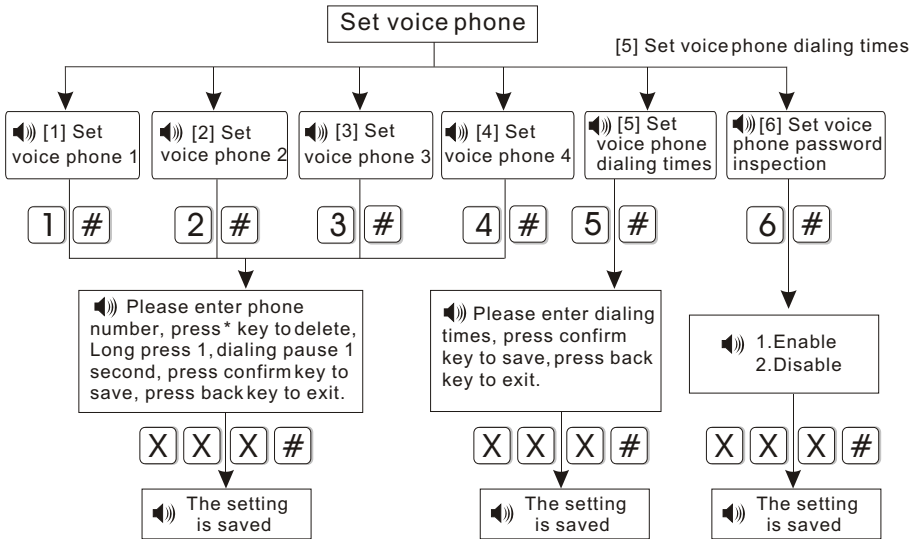 Set voice phone
[5] Set voice phone dialing times
[1] Set
voice phone 1
[2] Set
voice phone 2
[3] Set
voice phone 3
[4] Set
voice phone 4
[5] Set
voice phone
dialing times
[6] Set voice
phone password
inspection
1 #
2 #
3 #
4 #
5 #
6 #
Please enter phone
number, press * key to delete,
Long press 1, dialing pause 1
second, press confirm key to
save, press back key to exit.
Please enter dialing
times, press confirm
key to save, press back
key to exit.
1.Enable
2.Disable
X X X #
X X X #
X X X #
The setting
is saved
The setting
is saved
The setting
is saved